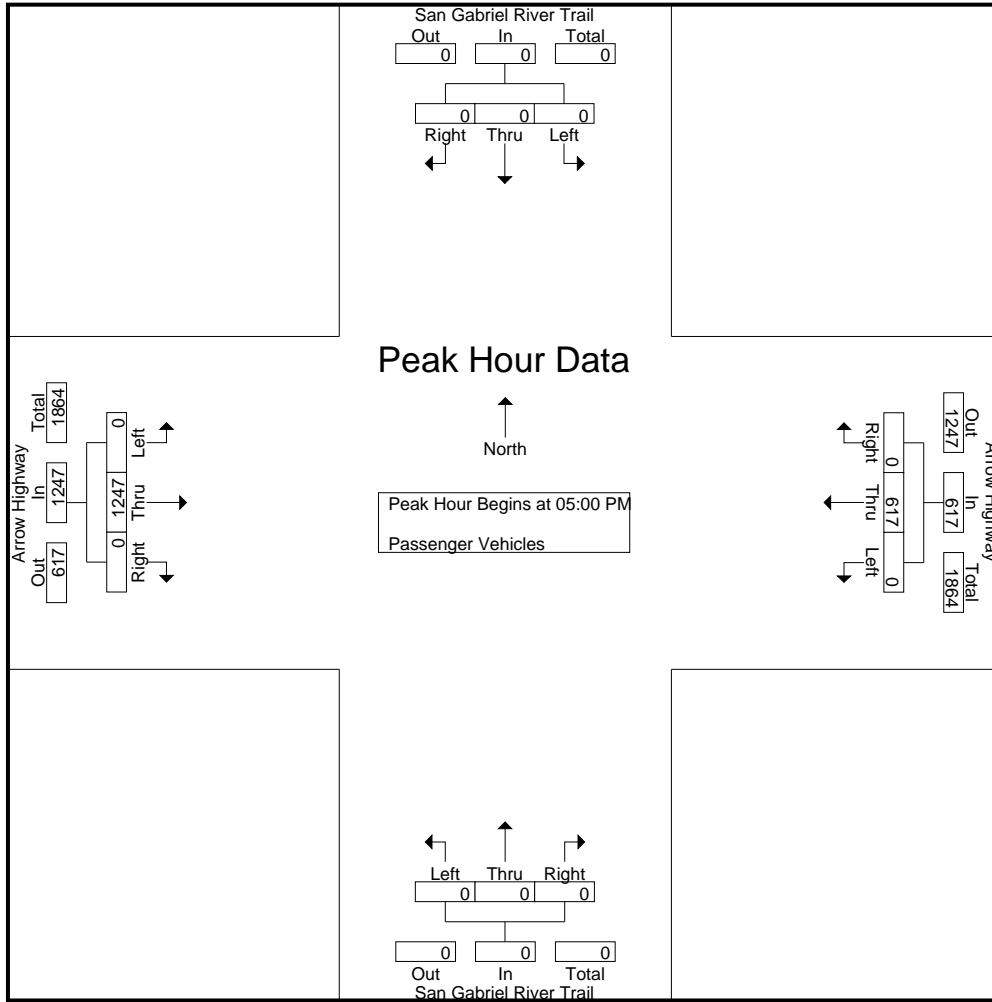 San Gabriel River Trail
Out In Total
0 0 0
0 0 0
Right Thru Left
Peak Hour Data
North
Peak Hour Begins at 05:00 PM
Passenger Vehicles
Arrow Highway
Out In Total
617 1247 1864
0 1247 0
Right Thru Left
Arrow Highway
Out In Total
1247 617 1864
0 617 0
Right Thru Left
Left Thru Right
0 0 0
0 0 0
Out In Total
San Gabriel River Trail